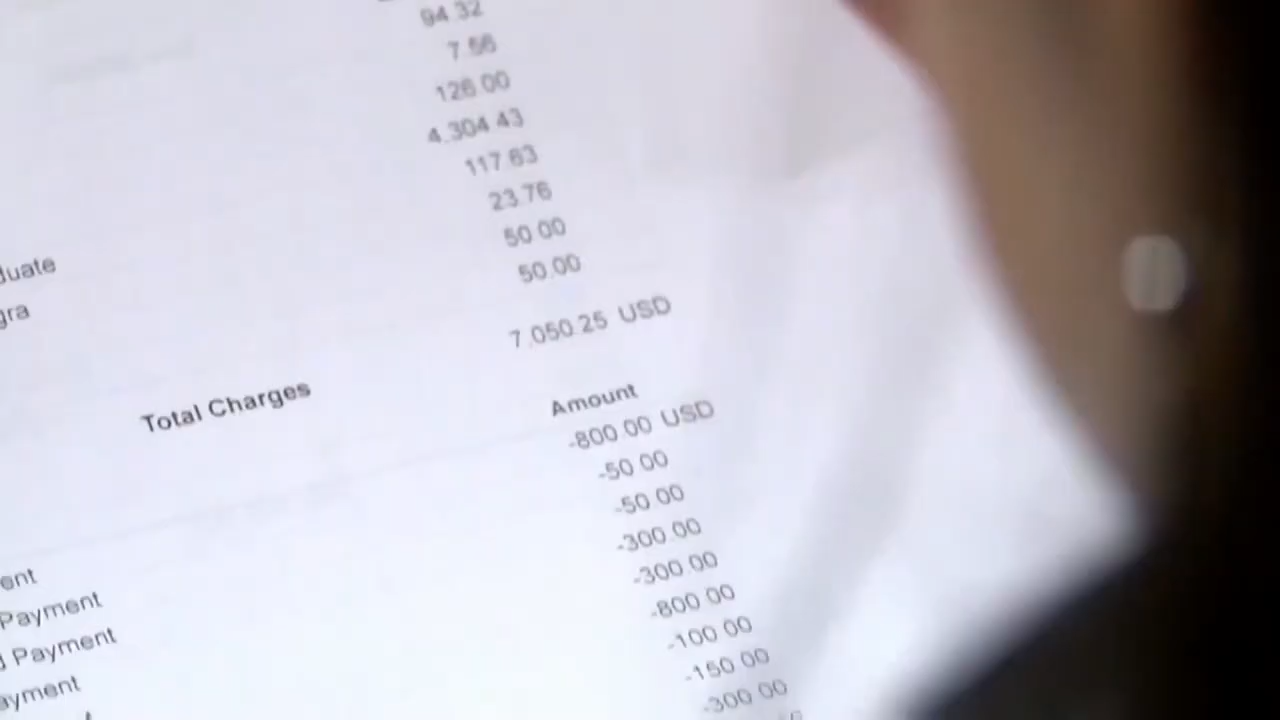 94.32
7.56
126.00
4,304.43
117.63
23.76
50.00
duate 50.00
gra
7,050.25 USD
Total Charges
Amount
-800.00 USD
-50.00
-50.00
-300.00
ent -300.00
Payment -800.00
d Payment -100.00
ayment -150.00
-300.00